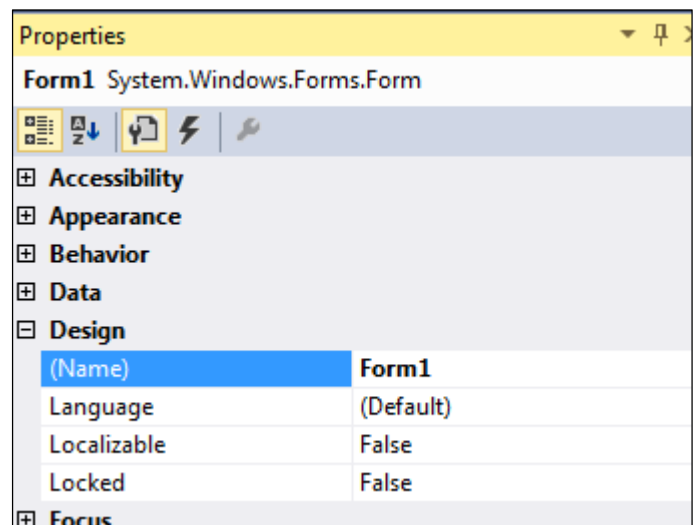 Properties
Form1 System.Windows.Forms.Form
Accessibility
Appearance
Behavior
Data
Design
(Name) Form1
Language (Default)
Localizable False
Locked False
Focus